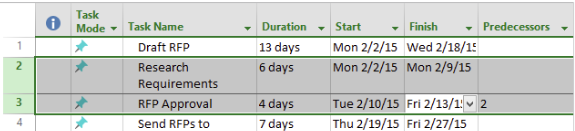 Task Mode Task Name Duration Start Finish Predecessors
1 Draft RFP 13 days Mon 2/2/15 Wed 2/18/15
2 Research Requirements 6 days Mon 2/2/15 Mon 2/9/15
3 RFP Approval 4 days Tue 2/10/15 Fri 2/13/15 2
4 Send RFPs to 7 days Thu 2/19/15 Fri 2/27/15